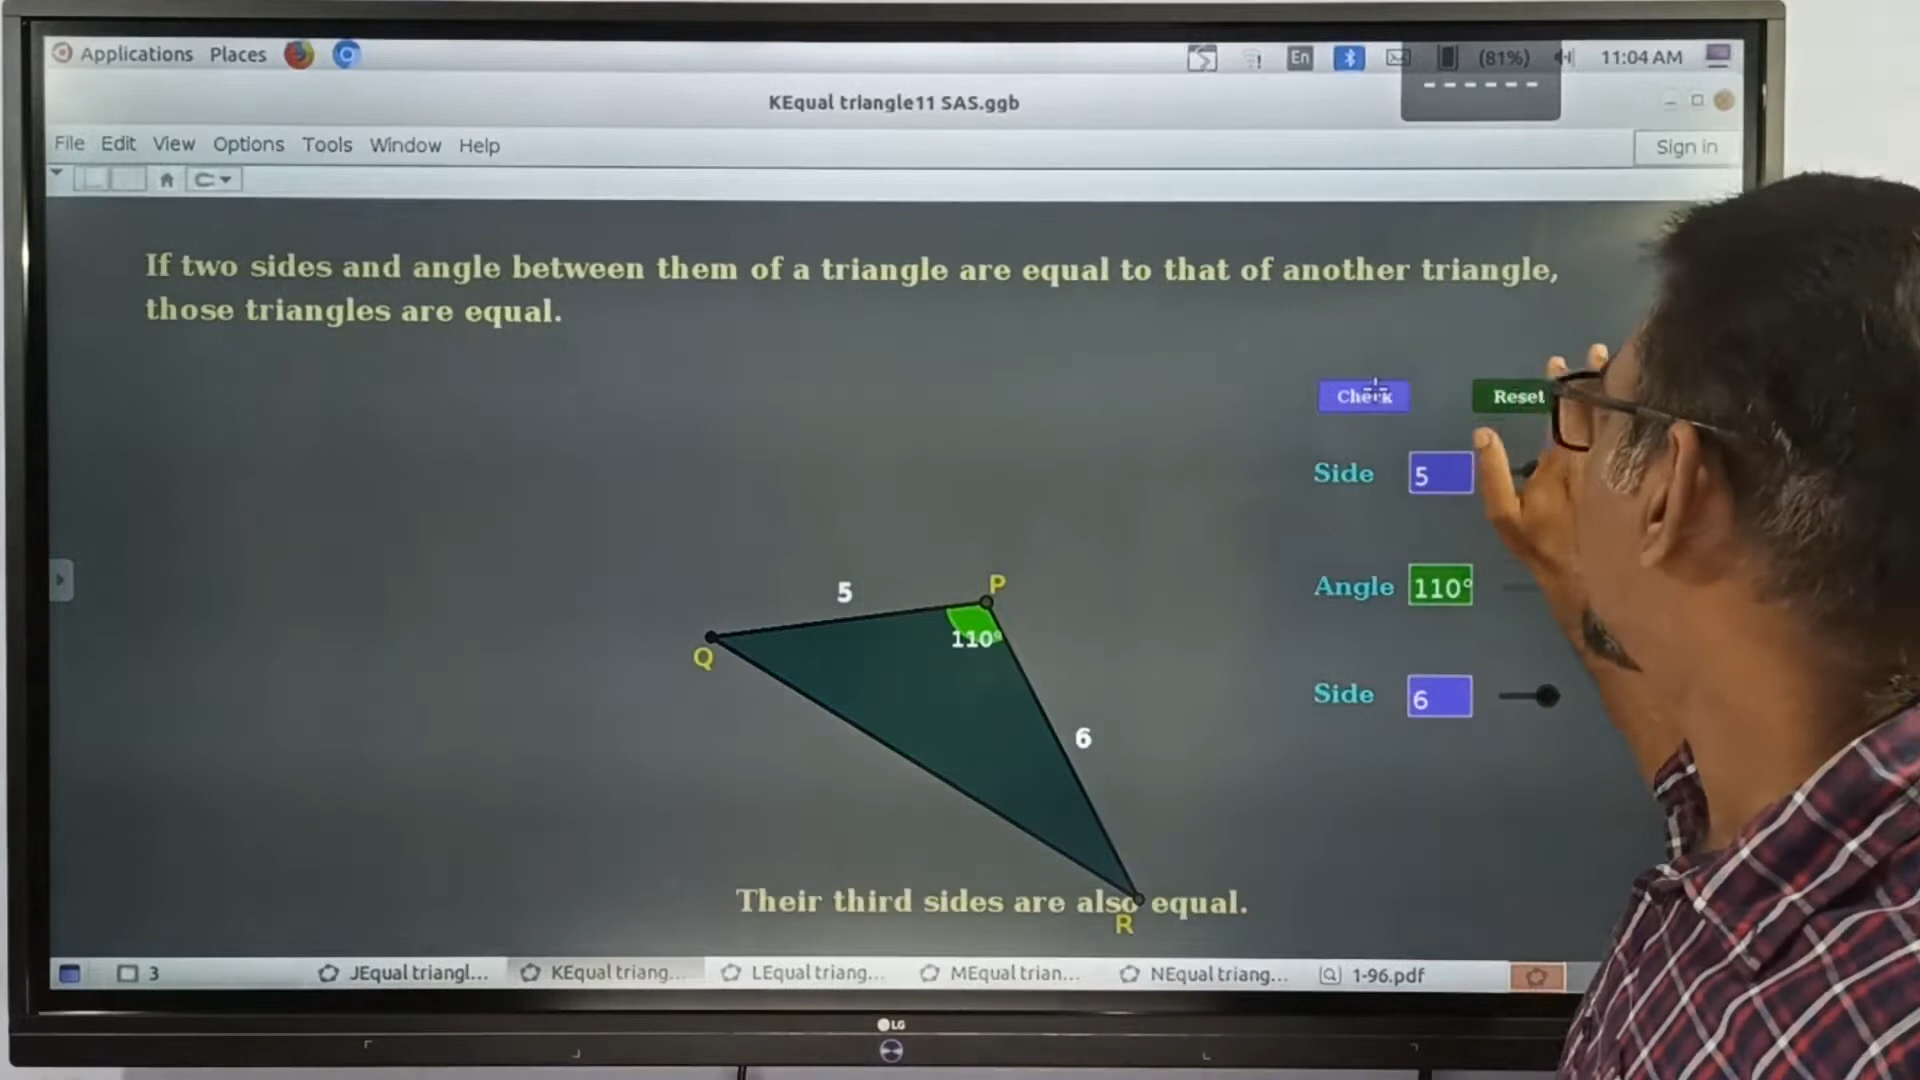 Applications Places En (81%) 11:04 AM
KEqual triangle11 SAS.ggb
File Edit View Options Tools Window Help Sign in
If two sides and angle between them of a triangle are equal to that of another triangle,
those triangles are equal.
Check Reset
Side 5
Angle 110°
Side 6
5
P
110°
Q
6
Their third sides are also equal.
R
3 JEqual triangl... KEqual triang... LEqual triang... MEqual trian... NEqual triang... 1-96.pdf
LG